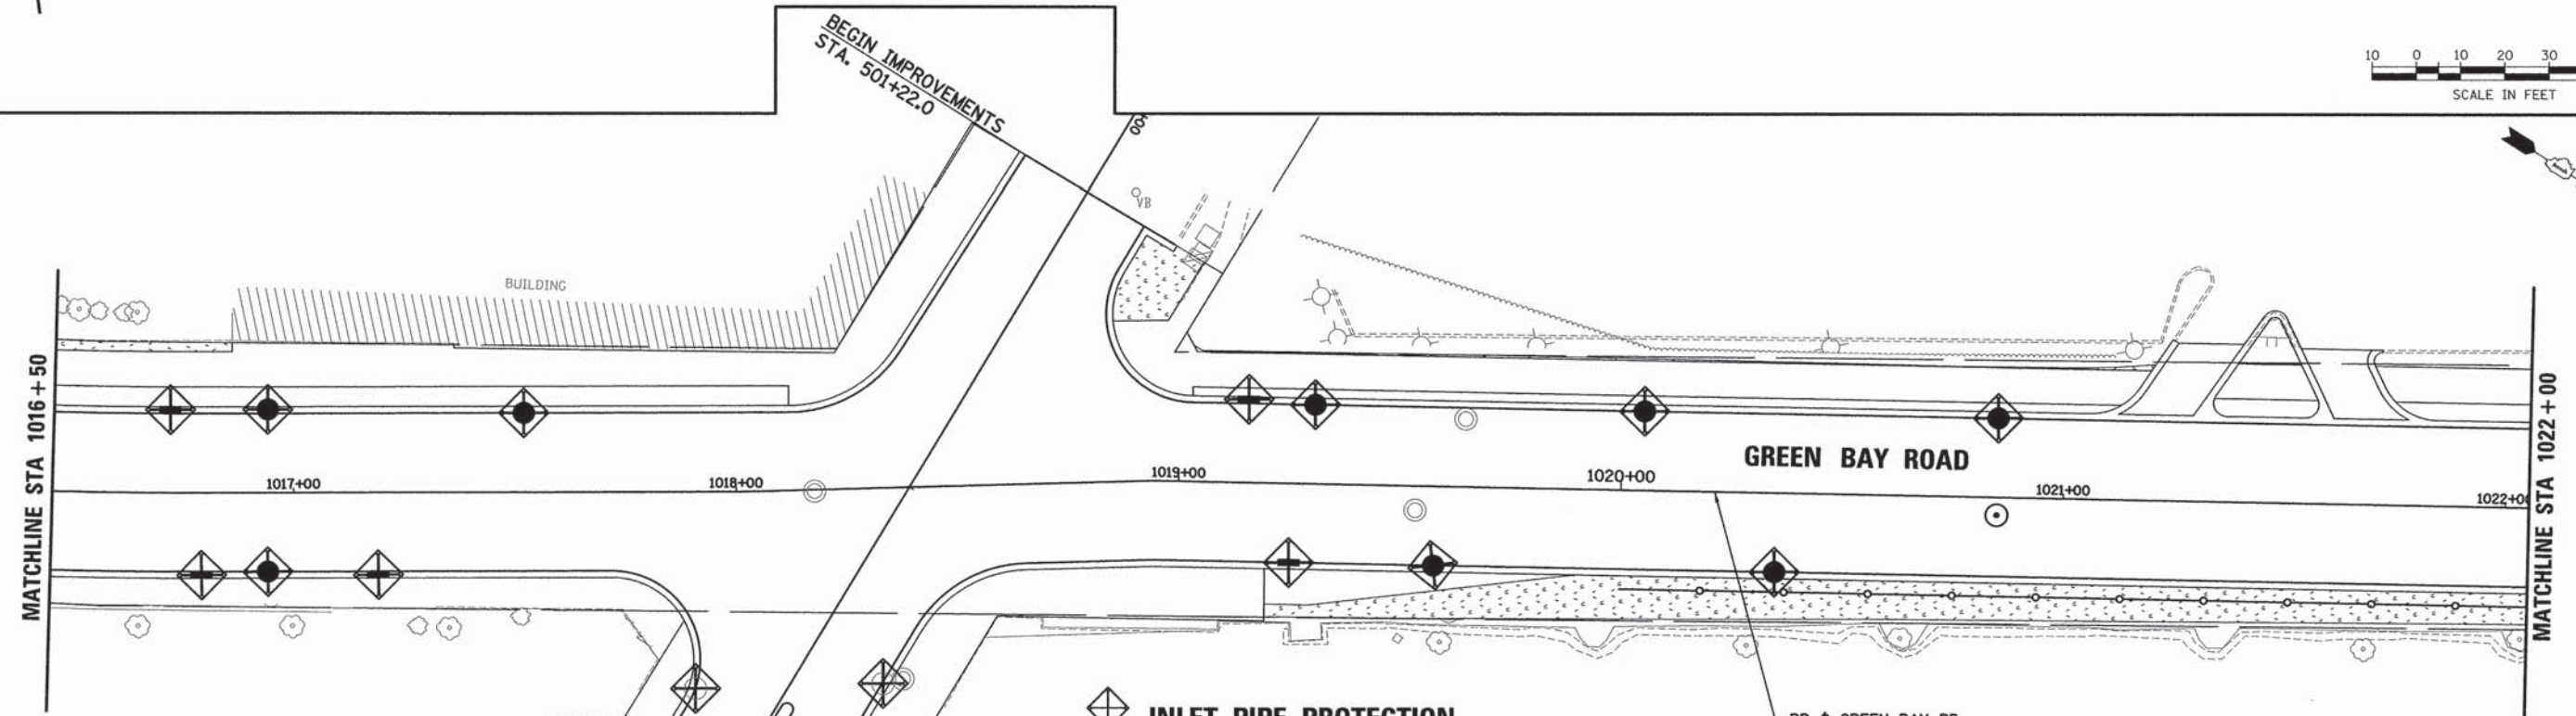 BEGIN IMPROVEMENTS
STA. 501+22.0
10 0 10 20 30
SCALE IN FEET
VB
BUILDING
MATCHLINE STA 1016+50
GREEN BAY ROAD
1017+00
1018+00
1019+00
1020+00
1021+00
1022+00
MATCHLINE STA 1022+00
INLET PIPE PROTECTION